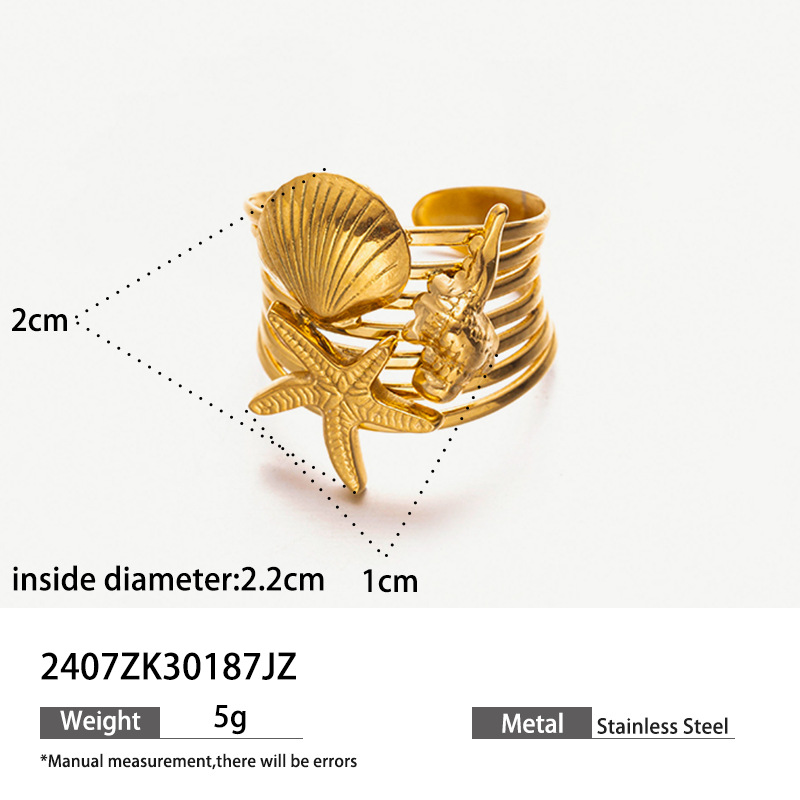 2cm
inside diameter:2.2cm
1cm
2407ZK30187JZ
Weight 5g
Metal Stainless Steel
*Manual measurement,there will be errors